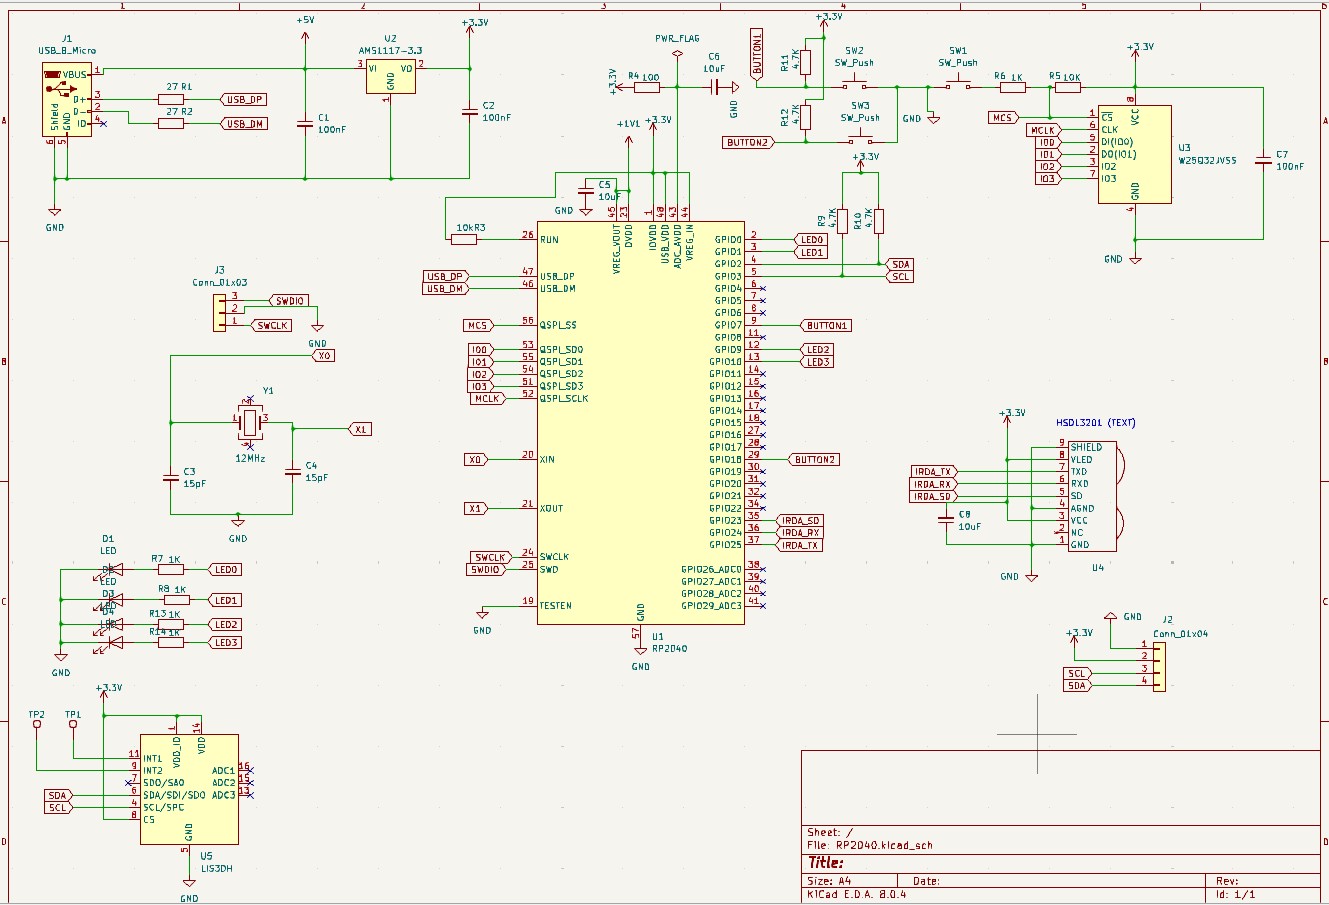 1 2 3 4 5 6
+5V
+3.3V
J1
USB_B_Micro
VBUS 1
D+ 3
D- 2
ID 4
Shield
GND
6 5
27 R1
USB_DP
27 R2
USB_DM
GND
C1
100nF
U2
AMS1117-3.3
3 VI VO 2
GND
1
C2
100nF
PWR_FLAG
+3.3V
R4 100
C6
10uF
GND
BUTTON1
+3.3V
R11
4.7K
SW2
SW_Push
SW1
SW_Push
R12
4.7K
SW3
SW_Push
BUTTON2
GND
R6 1K
R5 10K
+3.3V
MCS
MCLK
IO0
IO1
IO2
IO3
1 CS
6 CLK
5 DI(IO0)
2 DO(IO1)
3 IO2
7 IO3
8
VCC
GND
4
U3
W25Q32JVSS
C7
100nF
GND
A
A
+1V1
+3.3V
C5
10uF
GND
45 23 1 48 43 44
VREG_VOUT
DVDD
IOVDD
USB_VDD
ADC_AVDD
VREG_IN
10k R3
26 RUN
USB_DP 47 USB_DP
USB_DM 46 USB_DM
MCS 56 QSPI_SS
IO0 53 QSPI_SD0
IO1 55 QSPI_SD1
IO2 54 QSPI_SD2
IO3 51 QSPI_SD3
MCLK 52 QSPI_SCLK
X0 20 XIN
X1 21 XOUT
SWCLK 24 SWCLK
SWDIO 25 SWD
19 TESTEN
GND
GND
57
GND
U1
RP2040
GPIO0 2 LED0
GPIO1 3 LED1
GPIO2 4 SDA
GPIO3 5 SCL
GPIO4 6
GPIO5 7
GPIO6 8
GPIO7 9 BUTTON1
GPIO8 11
GPIO9 12 LED2
GPIO10 13 LED3
GPIO11 14
GPIO12 15
GPIO13 16
GPIO14 17
GPIO15 18
GPIO16 27
GPIO17 28
GPIO18 29 BUTTON2
GPIO19 30
GPIO20 31
GPIO21 32
GPIO22 34
GPIO23 35 IRDA_SD
GPIO24 36 IRDA_RX
GPIO25 37 IRDA_TX
GPIO26_ADC0 38
GPIO27_ADC1 39
GPIO28_ADC2 40
GPIO29_ADC3 41
+3.3V
R9
4.7K
R10
4.7K
J3
Conn_01x03
3 SWDIO
2
1 SWCLK
GND
X0
Y1
1 2 3 4
12MHz
X1
C3
15pF
C4
15pF
GND
B
B
D1
LED
R7 1K LED0
LED
R8 1K LED1
D3
R13 1K LED2
D4
R14 1K LED3
GND
+3.3V
HSDL3201 (TEXT)
9 SHIELD
8 VLED
IRDA_TX 7 TXD
IRDA_RX 6 RXD
IRDA_SD 5 SD
4 AGND
3 VCC
2 NC
1 GND
C8
10uF
GND
U4
C
C
GND
J2
Conn_01x04
+3.3V
1
2
SCL 3
SDA 4
+3.3V
TP2 TP1
1 14
VDD_IO
VDD
11 INT1
9 INT2
7 SDO/SA0
SDA 6 SDA/SDI/SDO
SCL 4 SCL/SPC
8 CS
ADC1 16
ADC2 15
ADC3 13
GND
5
U5
LIS3DH
GND
D
D
Sheet: /
File: RP2040.kicad_sch
Title:
Size: A4 Date: Rev:
KiCad E.D.A. 8.0.4 Id: 1/1